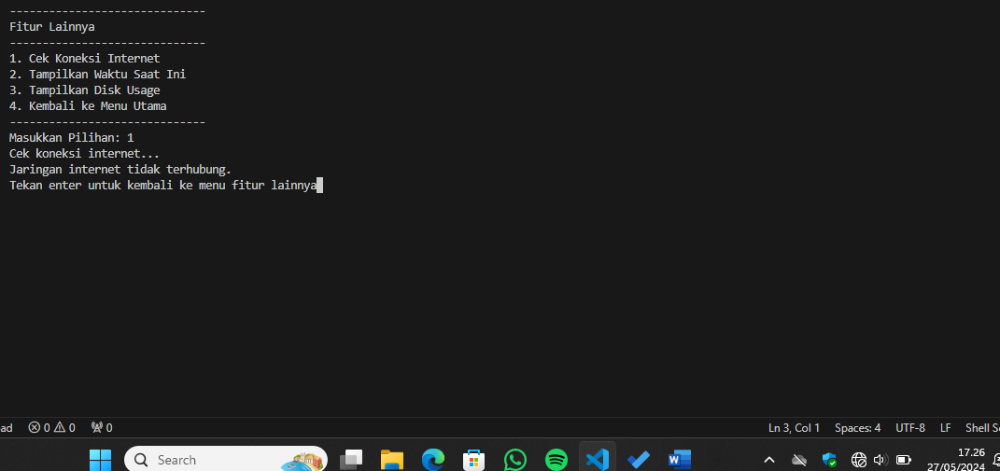 ------------------------------
Fitur Lainnya
------------------------------
1. Cek Koneksi Internet
2. Tampilkan Waktu Saat Ini
3. Tampilkan Disk Usage
4. Kembali ke Menu Utama
------------------------------
Masukkan Pilihan: 1
Cek koneksi internet...
Jaringan internet tidak terhubung.
Tekan enter untuk kembali ke menu fitur lainnya
ad 0 0 0 Ln 3, Col 1 Spaces: 4 UTF-8 LF Shell S
Search 17.26
27/05/2024